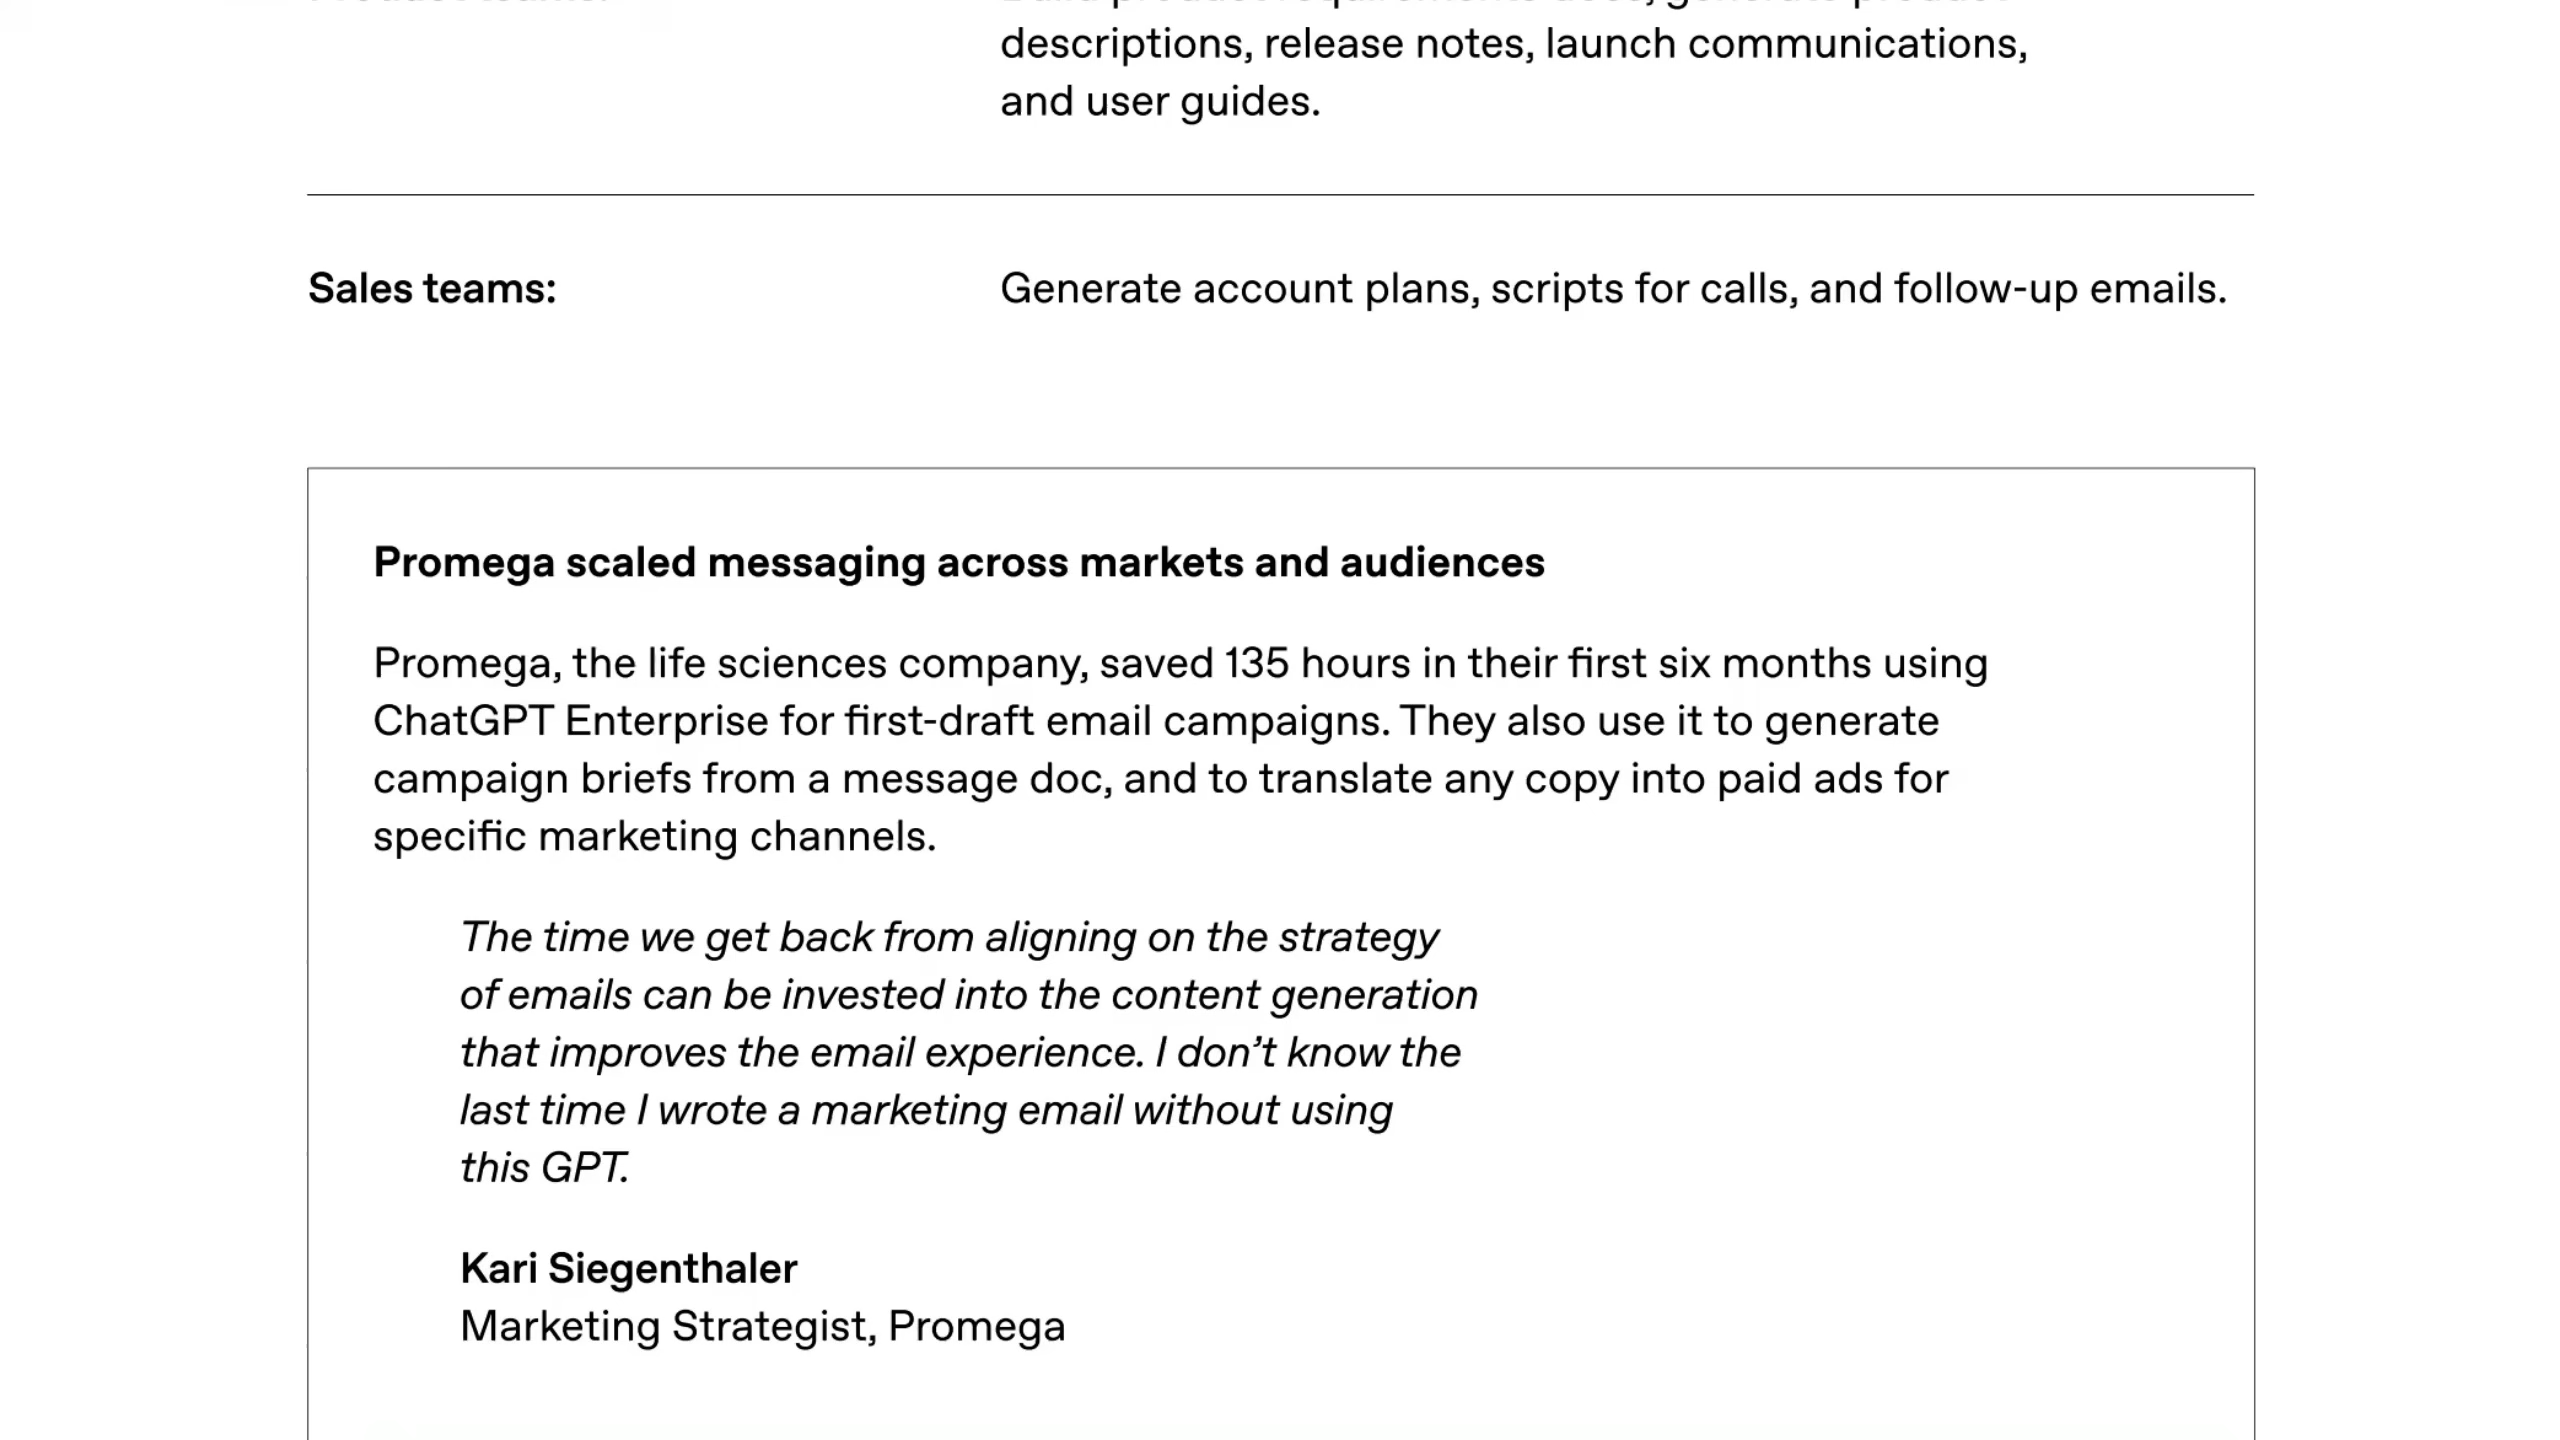 descriptions, release notes, launch communications,
and user guides.
Sales teams:
Generate account plans, scripts for calls, and follow-up emails.
Promega scaled messaging across markets and audiences
Promega, the life sciences company, saved 135 hours in their first six months using
ChatGPT Enterprise for first-draft email campaigns. They also use it to generate
campaign briefs from a message doc, and to translate any copy into paid ads for
specific marketing channels.
The time we get back from aligning on the strategy
of emails can be invested into the content generation
that improves the email experience. I don’t know the
last time I wrote a marketing email without using
this GPT.
Kari Siegenthaler
Marketing Strategist, Promega